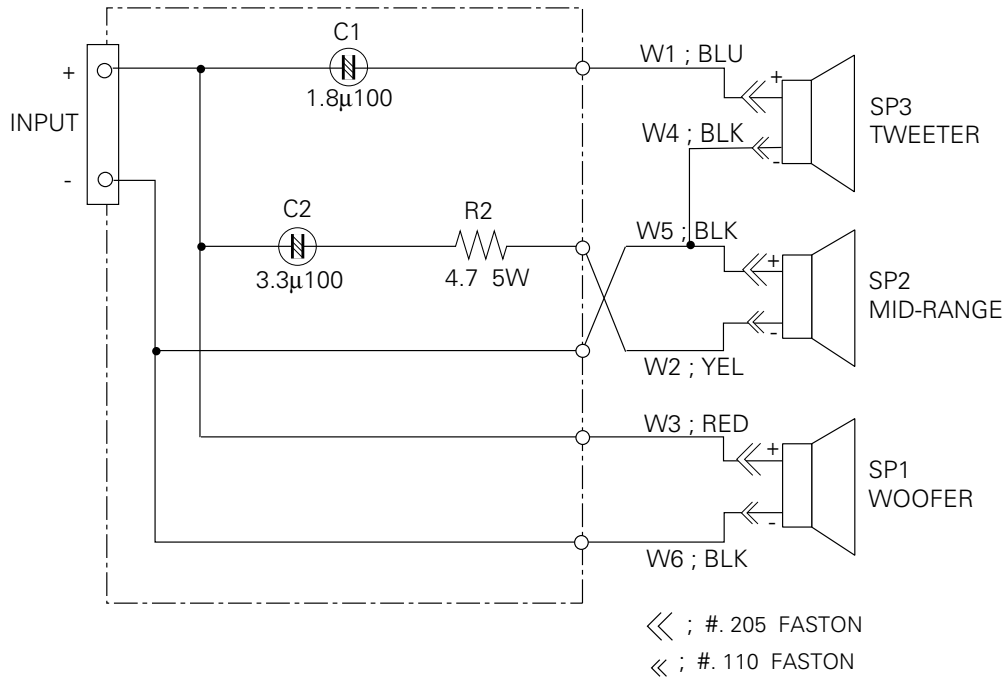 C1
1.8µ100
W1 ; BLU
+
INPUT
-
+
-
SP3
TWEETER
W4 ; BLK
C2
3.3µ100
R2
4.7 5W
W5 ; BLK
+
-
SP2
MID-RANGE
W2 ; YEL
W3 ; RED
+
-
SP1
WOOFER
W6 ; BLK
; #. 205 FASTON
; #. 110 FASTON